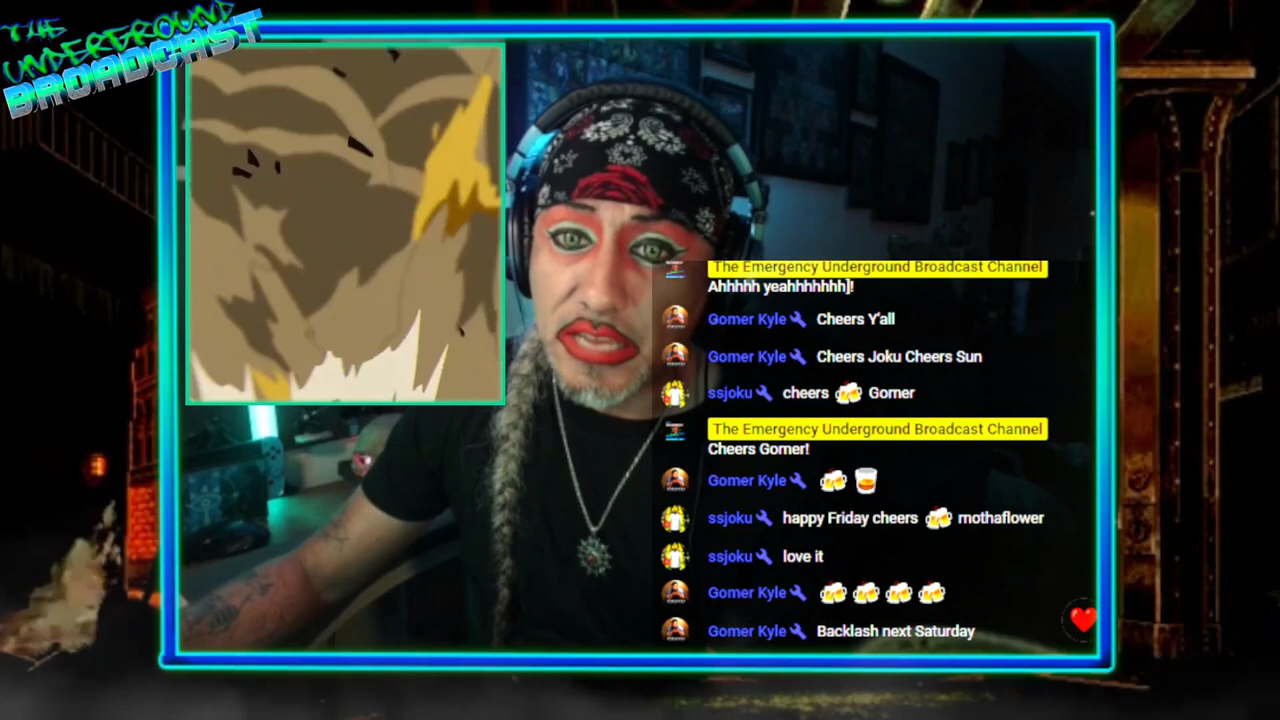 THE
UNDERGROUND
BROADCAST
The Emergency Underground Broadcast Channel
Ahhhhh yeahhhhhhh]!
Gomer Kyle Cheers Y'all
Gomer Kyle Cheers Joku Cheers Sun
ssjoku cheers 🍻 Gomer
The Emergency Underground Broadcast Channel
Cheers Gomer!
Gomer Kyle 🍻 🥃
ssjoku happy Friday cheers 🍻 mothaflower
ssjoku love it
Gomer Kyle 🍻 🍻 🍻 🍻
Gomer Kyle Backlash next Saturday